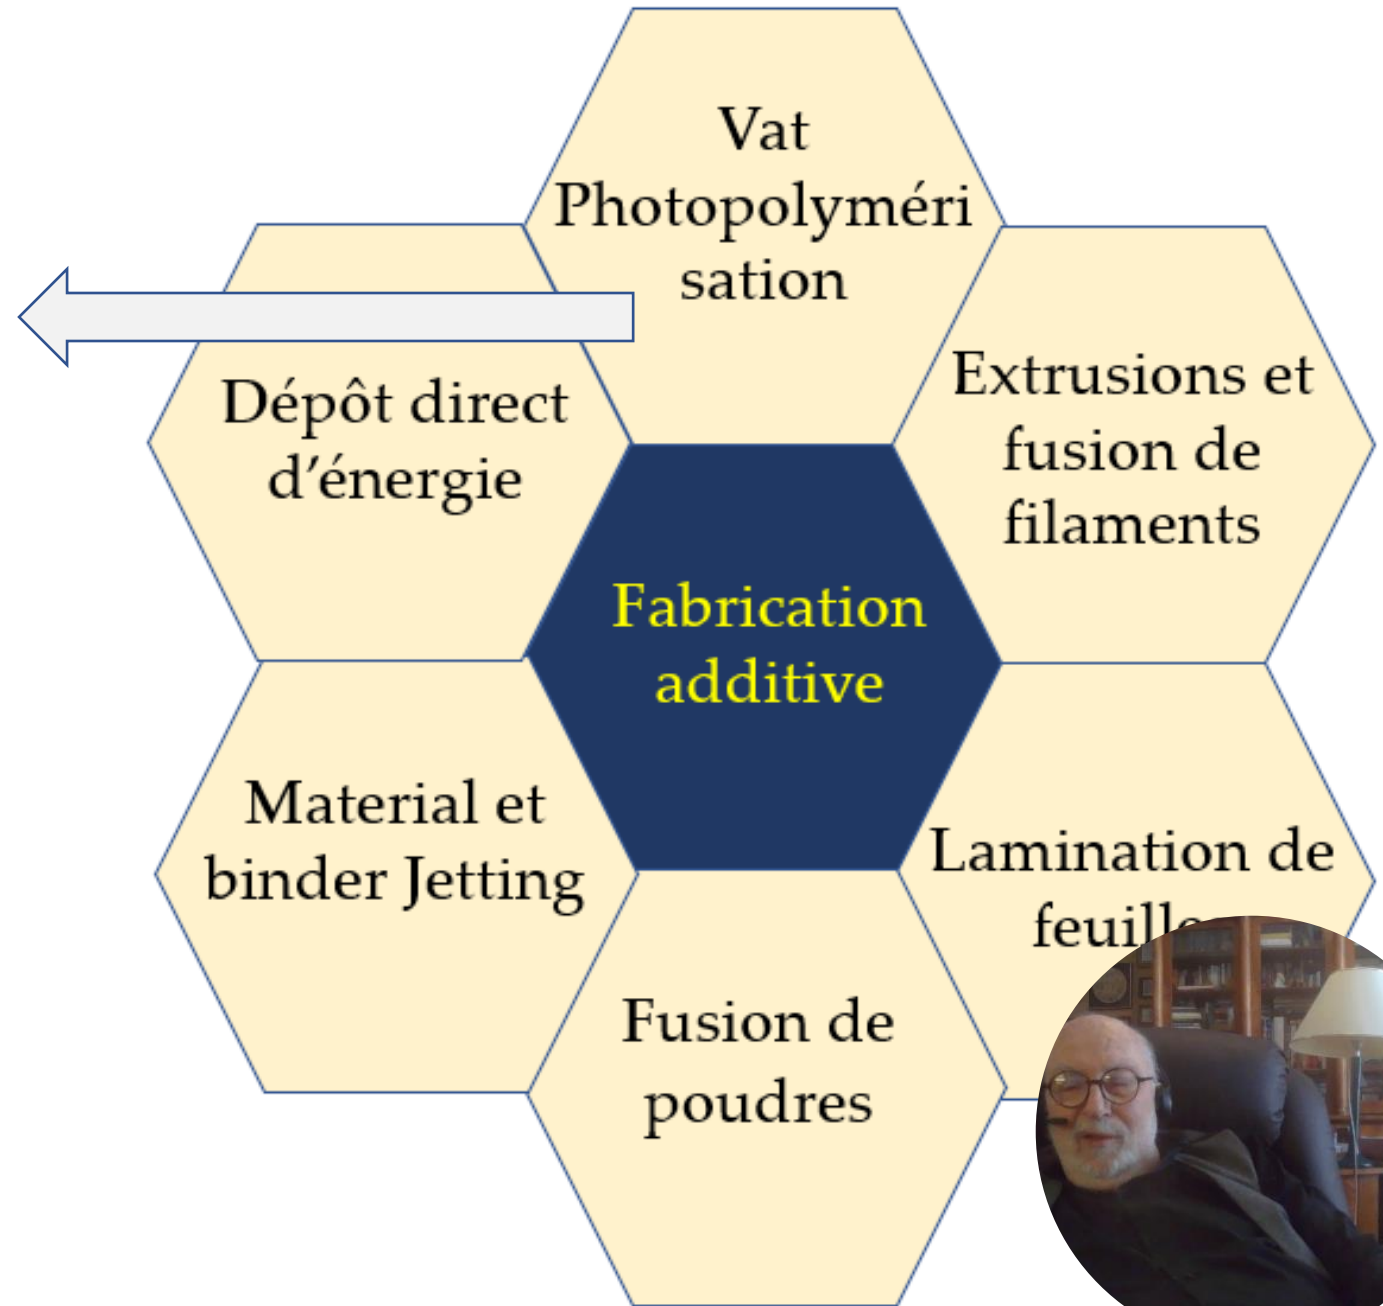 Vat
Photopolyméri
sation
Dépôt direct
d’énergie
Extrusions et
fusion de
filaments
Fabrication
additive
Material et
binder Jetting
Lamination de
Fusion de
poudres